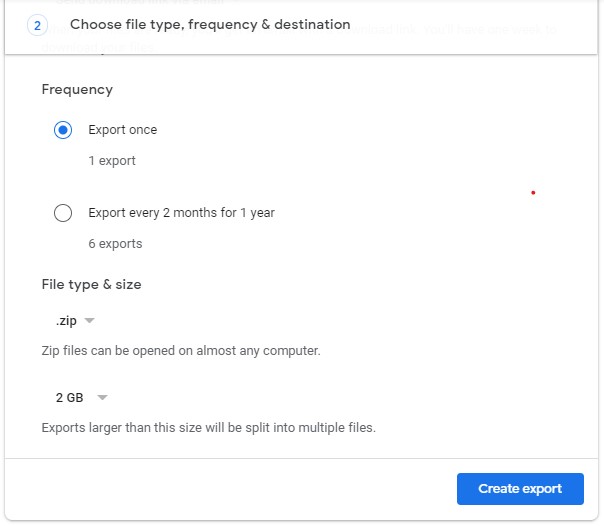 2 Choose file type, frequency & destination
Frequency
Export once
1 export
Export every 2 months for 1 year
6 exports
File type & size
.zip
Zip files can be opened on almost any computer.
2 GB
Exports larger than this size will be split into multiple files.
Create export